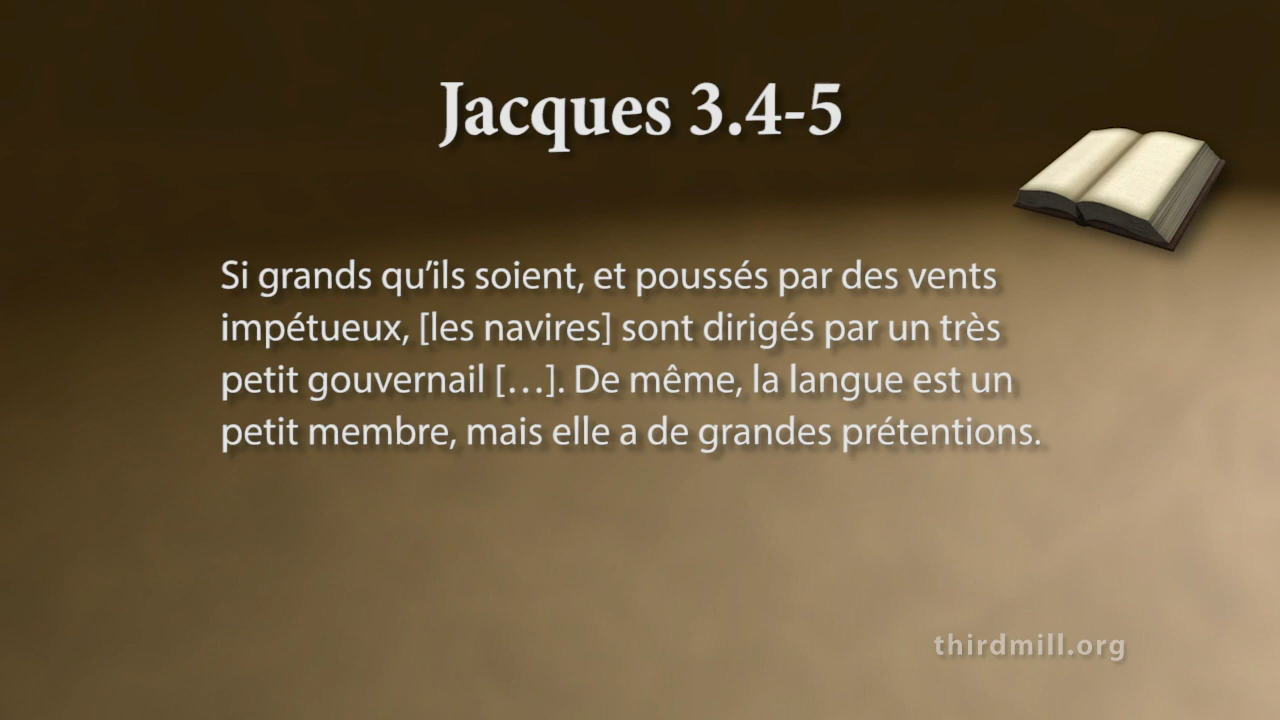 Jacques 3.4-5
Si grands qu’ils soient, et poussés par des vents
impétueux, [les navires] sont dirigés par un très
petit gouvernail […]. De même, la langue est un
petit membre, mais elle a de grandes prétentions.
thirdmill.org